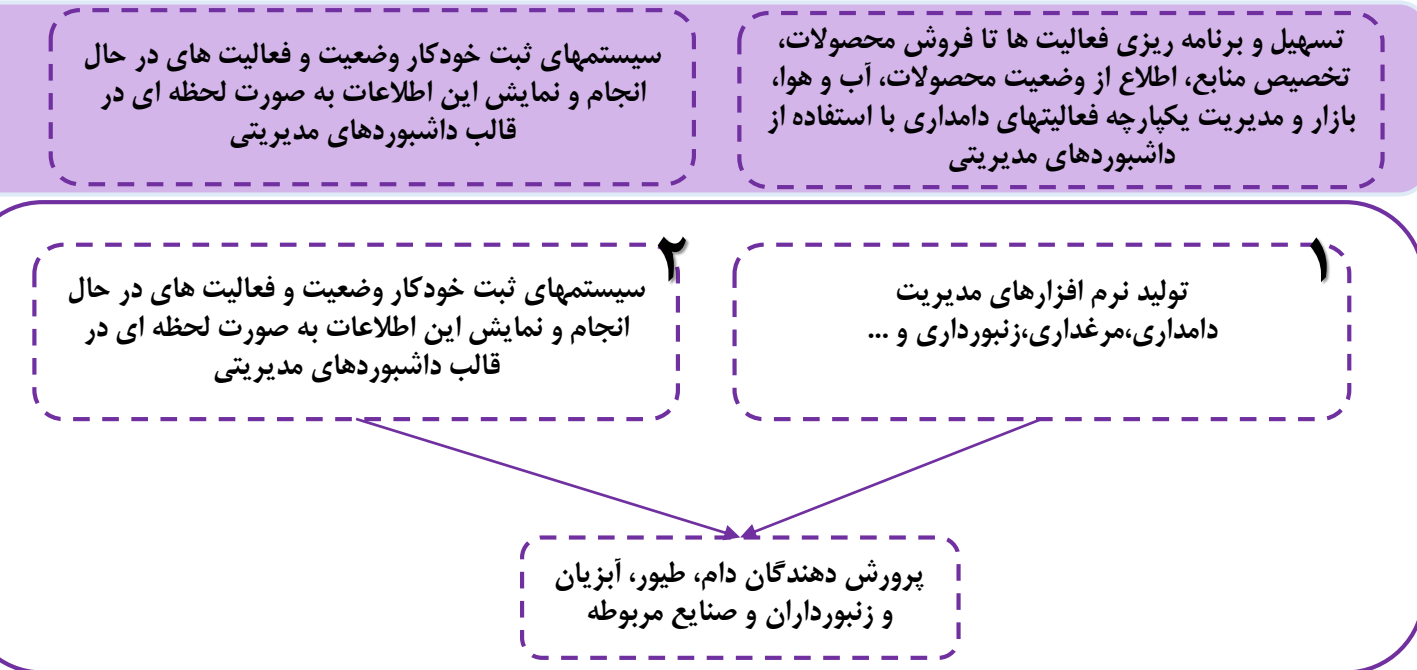 تسهیل و برنامه ریزی فعالیت ها تا فروش محصولات،
تخصیص منابع، اطلاع از وضعیت محصولات، آب و هوا،
بازار و مدیریت یکپارچه فعالیتهای دامداری با استفاده از
داشبوردهای مدیریتی
سیستمهای ثبت خودکار وضعیت و فعالیت های در حال
انجام و نمایش این اطلاعات به صورت لحظه ای در
قالب داشبوردهای مدیریتی
۱
تولید نرم افزارهای مدیریت
دامداری،مرغداری،زنبورداری و ...
۲
سیستمهای ثبت خودکار وضعیت و فعالیت های در حال
انجام و نمایش این اطلاعات به صورت لحظه ای در
قالب داشبوردهای مدیریتی
پرورش دهندگان دام، طیور، آبزیان
و زنبورداران و صنایع مربوطه